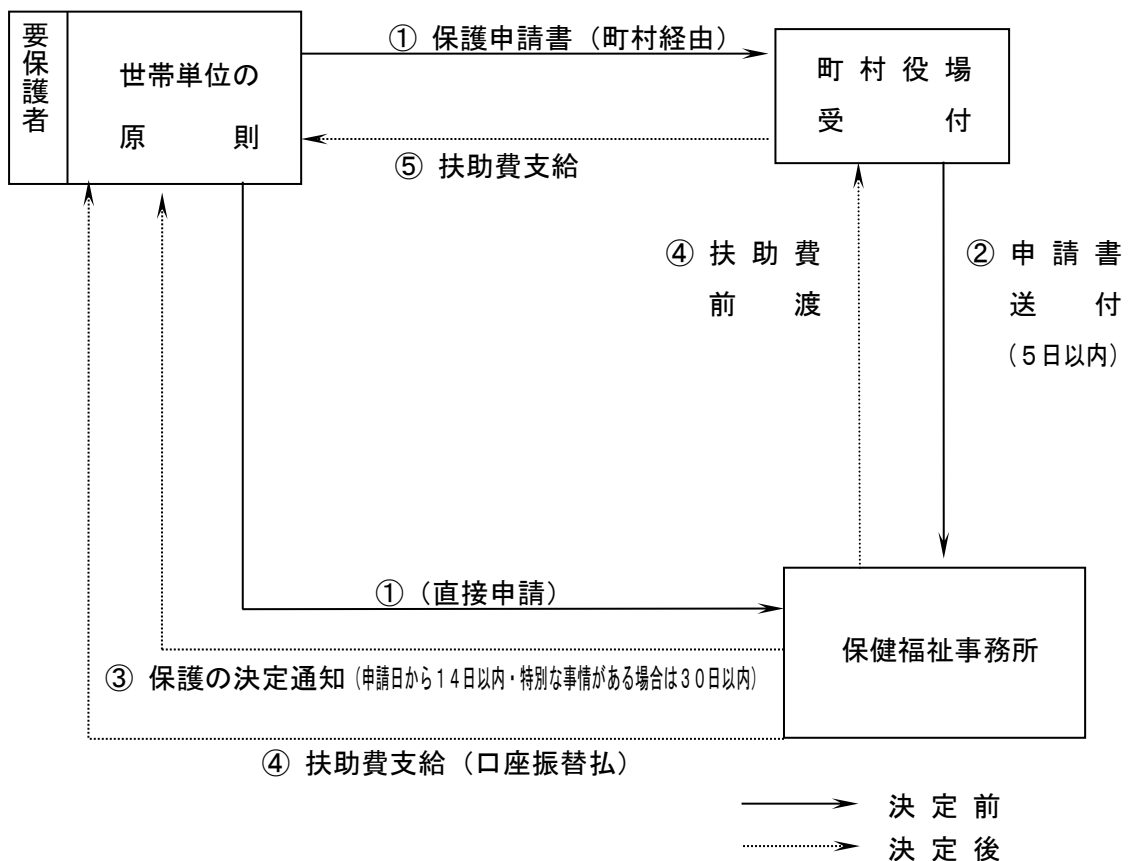 要保護者
世帯単位の
原則
① 保護申請書（町村経由）
町村役場
受付
⑤ 扶助費支給
④ 扶助費
前渡
② 申請書
送付
（５日以内）
① （直接申請）
保健福祉事務所
③ 保護の決定通知（申請日から１４日以内・特別な事情がある場合は３０日以内）
④ 扶助費支給（口座振替払）
決定前
決定後